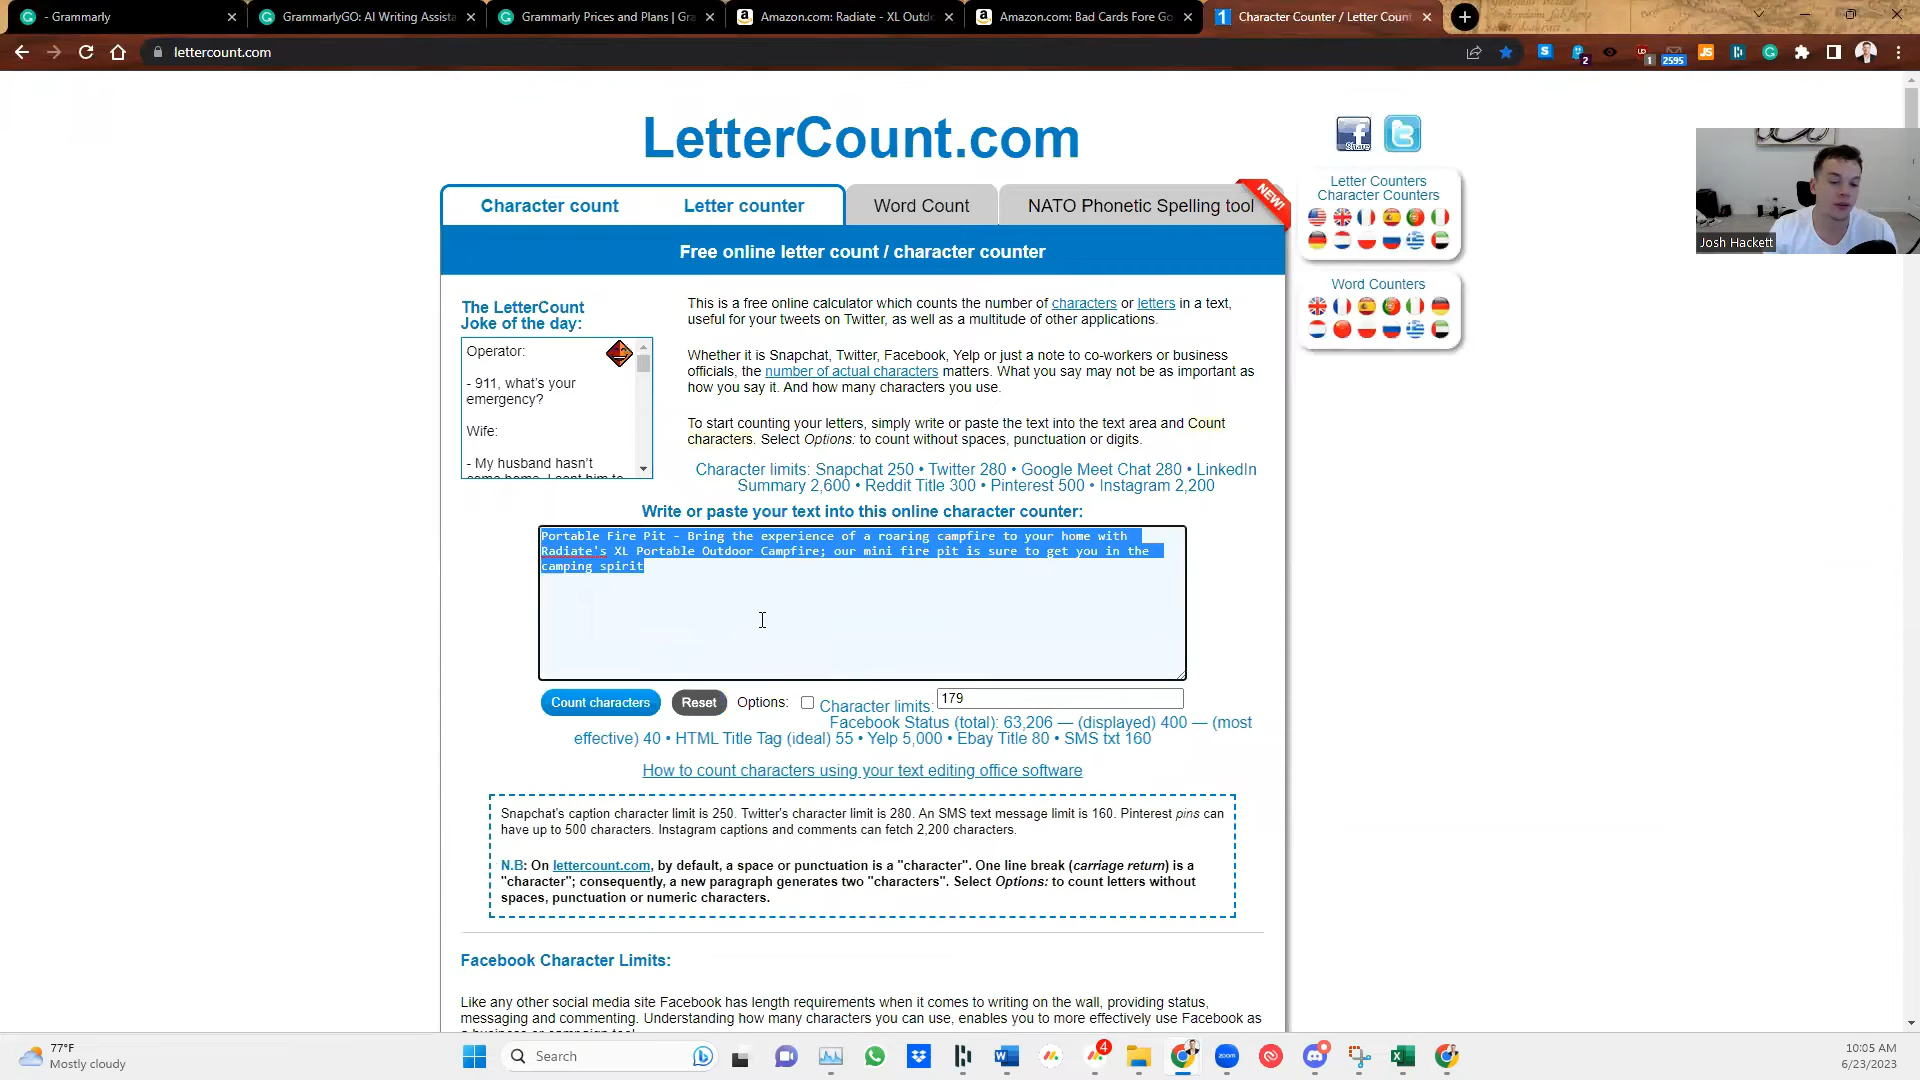 - Grammarly
GrammarlyGO: AI Writing Assista
Grammarly Prices and Plans | Gra
Amazon.com: Radiate - XL Outdo
Amazon.com: Bad Cards Fore Go
Character Counter / Letter Count
lettercount.com
2
1
2595
LetterCount.com
Share
Character count
Letter counter
Word Count
NATO Phonetic Spelling tool
NEW!
Free online letter count / character counter
Letter Counters
Character Counters
Word Counters
Josh Hackett
The LetterCount
Joke of the day:
Operator:
- 911, what's your
emergency?
Wife:
- My husband hasn't
This is a free online calculator which counts the number of characters or letters in a text,
useful for your tweets on Twitter, as well as a multitude of other applications.
Whether it is Snapchat, Twitter, Facebook, Yelp or just a note to co-workers or business
officials, the number of actual characters matters. What you say may not be as important as
how you say it. And how many characters you use.
To start counting your letters, simply write or paste the text into the text area and Count
characters. Select Options: to count without spaces, punctuation or digits.
Character limits: Snapchat 250 • Twitter 280 • Google Meet Chat 280 • LinkedIn
Summary 2,600 • Reddit Title 300 • Pinterest 500 • Instagram 2,200
Write or paste your text into this online character counter:
Portable Fire Pit - Bring the experience of a roaring campfire to your home with
Radiate's XL Portable Outdoor Campfire; our mini fire pit is sure to get you in the
camping spirit
Count characters
Reset
Options:
Character limits:
179
Facebook Status (total): 63,206 — (displayed) 400 — (most
effective) 40 • HTML Title Tag (ideal) 55 • Yelp 5,000 • Ebay Title 80 • SMS txt 160
How to count characters using your text editing office software
Snapchat's caption character limit is 250. Twitter's character limit is 280. An SMS text message limit is 160. Pinterest pins can
have up to 500 characters. Instagram captions and comments can fetch 2,200 characters.
N.B: On lettercount.com, by default, a space or punctuation is a "character". One line break (carriage return) is a
"character"; consequently, a new paragraph generates two "characters". Select Options: to count letters without
spaces, punctuation or numeric characters.
Facebook Character Limits:
Like any other social media site Facebook has length requirements when it comes to writing on the wall, providing status,
messaging and commenting. Understanding how many characters you can use, enables you to more effectively use Facebook as
77°F
Mostly cloudy
Search
4
zoom
10:05 AM
6/23/2023